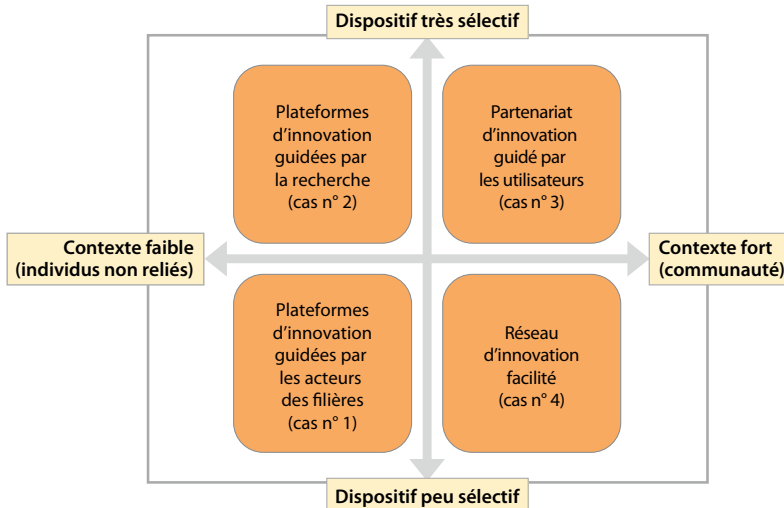 Dispositif très sélectif
Plateformes
d'innovation
guidées par
la recherche
(cas n° 2)
Partenariat
d'innovation
guidé par
les utilisateurs
(cas n° 3)
Contexte faible
(individus non reliés)
Contexte fort
(communauté)
Plateformes
d'innovation
guidées par
les acteurs
des filières
(cas n° 1)
Réseau
d'innovation
facilité
(cas n° 4)
Dispositif peu sélectif